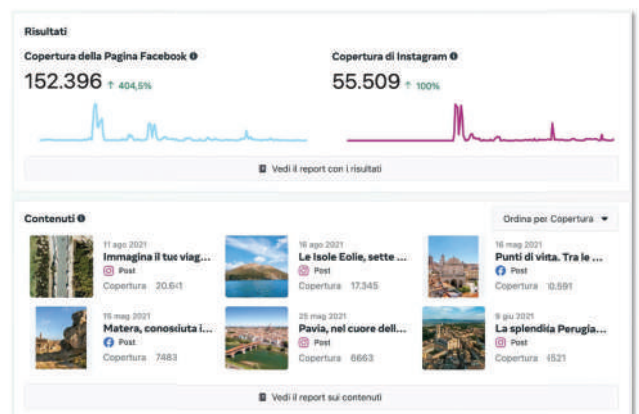 Risultati
Copertura della Pagina Facebook
152.396 ↑ 404,5%
Copertura di Instagram
55.509 ↑ 100%
Vedi il report con i risultati
Contenuti
Ordina per Copertura
11 ago 2021
Immagina il tuo viag...
Post
Copertura
16 ago 2021
Le Isole Eolie, sette ...
Post
Copertura 17.345
16 mag 2021
Punti di vista. Tra le ...
Post
Copertura
15 mag 2021
Matera, conosciuta i...
Post
Copertura 7483
25 mag 2021
Pavia, nel cuore dell...
Post
Copertura 6663
9 giu 2021
La splendida Perugia...
Post
Copertura
Vedi il report sui contenuti